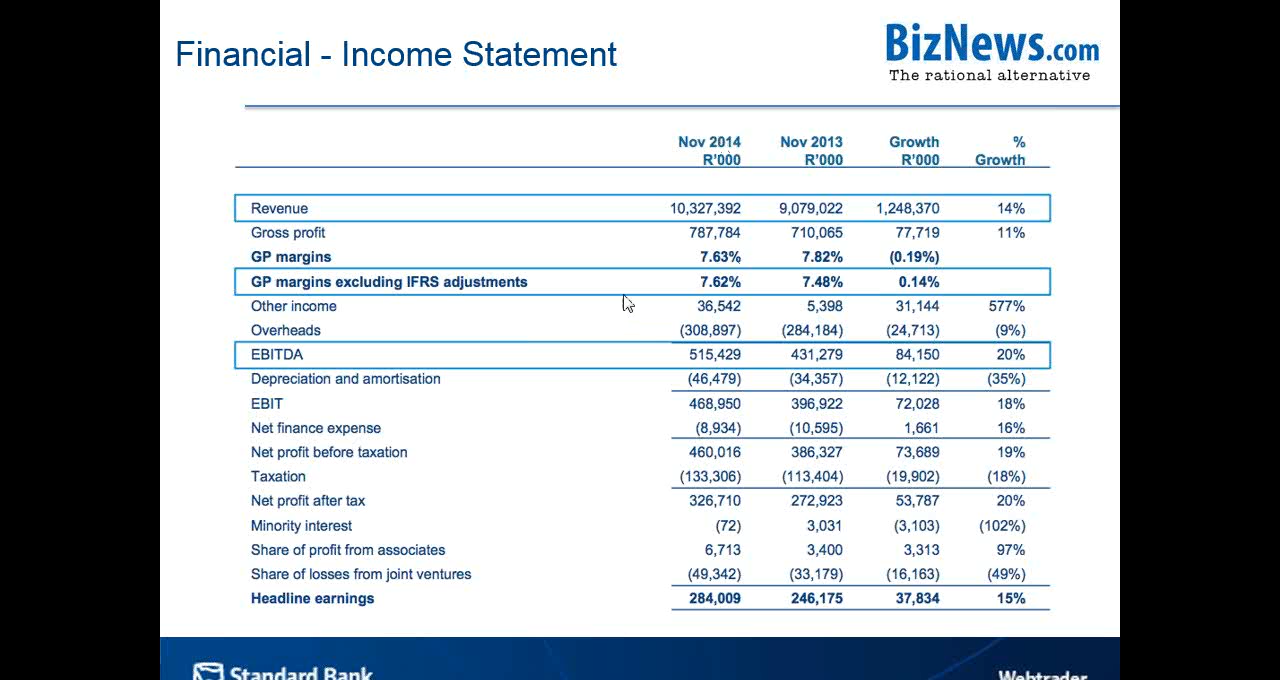 Financial - Income Statement
BizNews.com
The rational alternative
Nov 2014 Nov 2013 Growth %
R'000 R'000 R'000 Growth
Revenue 10,327,392 9,079,022 1,248,370 14%
Gross profit 787,784 710,065 77,719 11%
GP margins 7.63% 7.82% (0.19%)
GP margins excluding IFRS adjustments 7.62% 7.48% 0.14%
Other income 36,542 5,398 31,144 577%
Overheads (308,897) (284,184) (24,713) (9%)
EBITDA 515,429 431,279 84,150 20%
Depreciation and amortisation (46,479) (34,357) (12,122) (35%)
EBIT 468,950 396,922 72,028 18%
Net finance expense (8,934) (10,595) 1,661 16%
Net profit before taxation 460,016 386,327 73,689 19%
Taxation (133,306) (113,404) (19,902) (18%)
Net profit after tax 326,710 272,923 53,787 20%
Minority interest (72) 3,031 (3,103) (102%)
Share of profit from associates 6,713 3,400 3,313 97%
Share of losses from joint ventures (49,342) (33,179) (16,163) (49%)
Headline earnings 284,009 246,175 37,834 15%
Standard Bank Webtrader